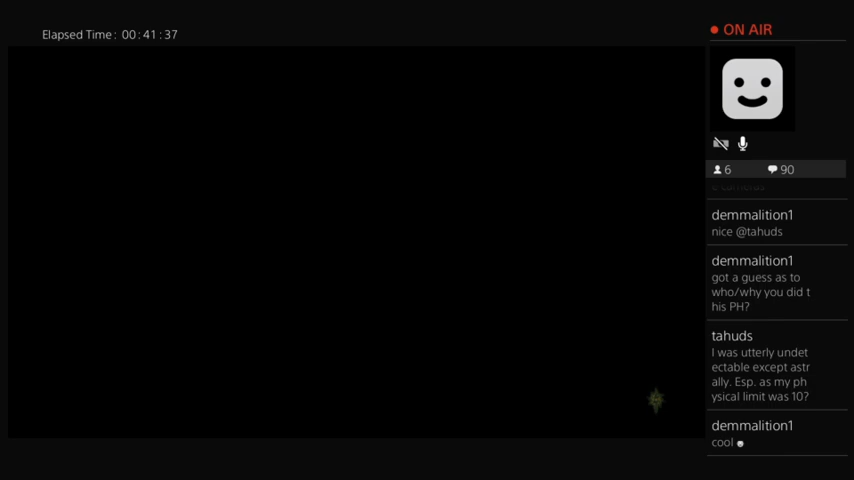 Elapsed Time: 00:41:37
ON AIR
6 90
demmalition1
nice @tahuds
demmalition1
got a guess as to
who/why you did t
his PH?
tahuds
I was utterly undet
ectable except astr
ally. Esp. as my ph
ysical limit was 10?
demmalition1
cool